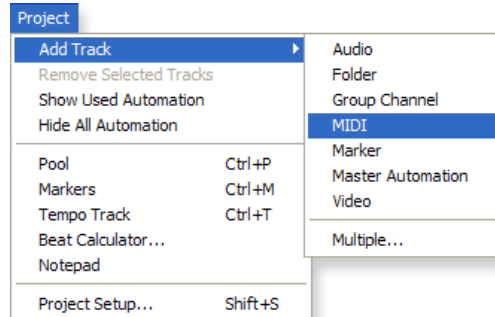 Project
Add Track
Remove Selected Tracks
Show Used Automation
Hide All Automation
Pool Ctrl+P
Markers Ctrl+M
Tempo Track Ctrl+T
Beat Calculator...
Notepad
Project Setup... Shift+S
Audio
Folder
Group Channel
MIDI
Marker
Master Automation
Video
Multiple...